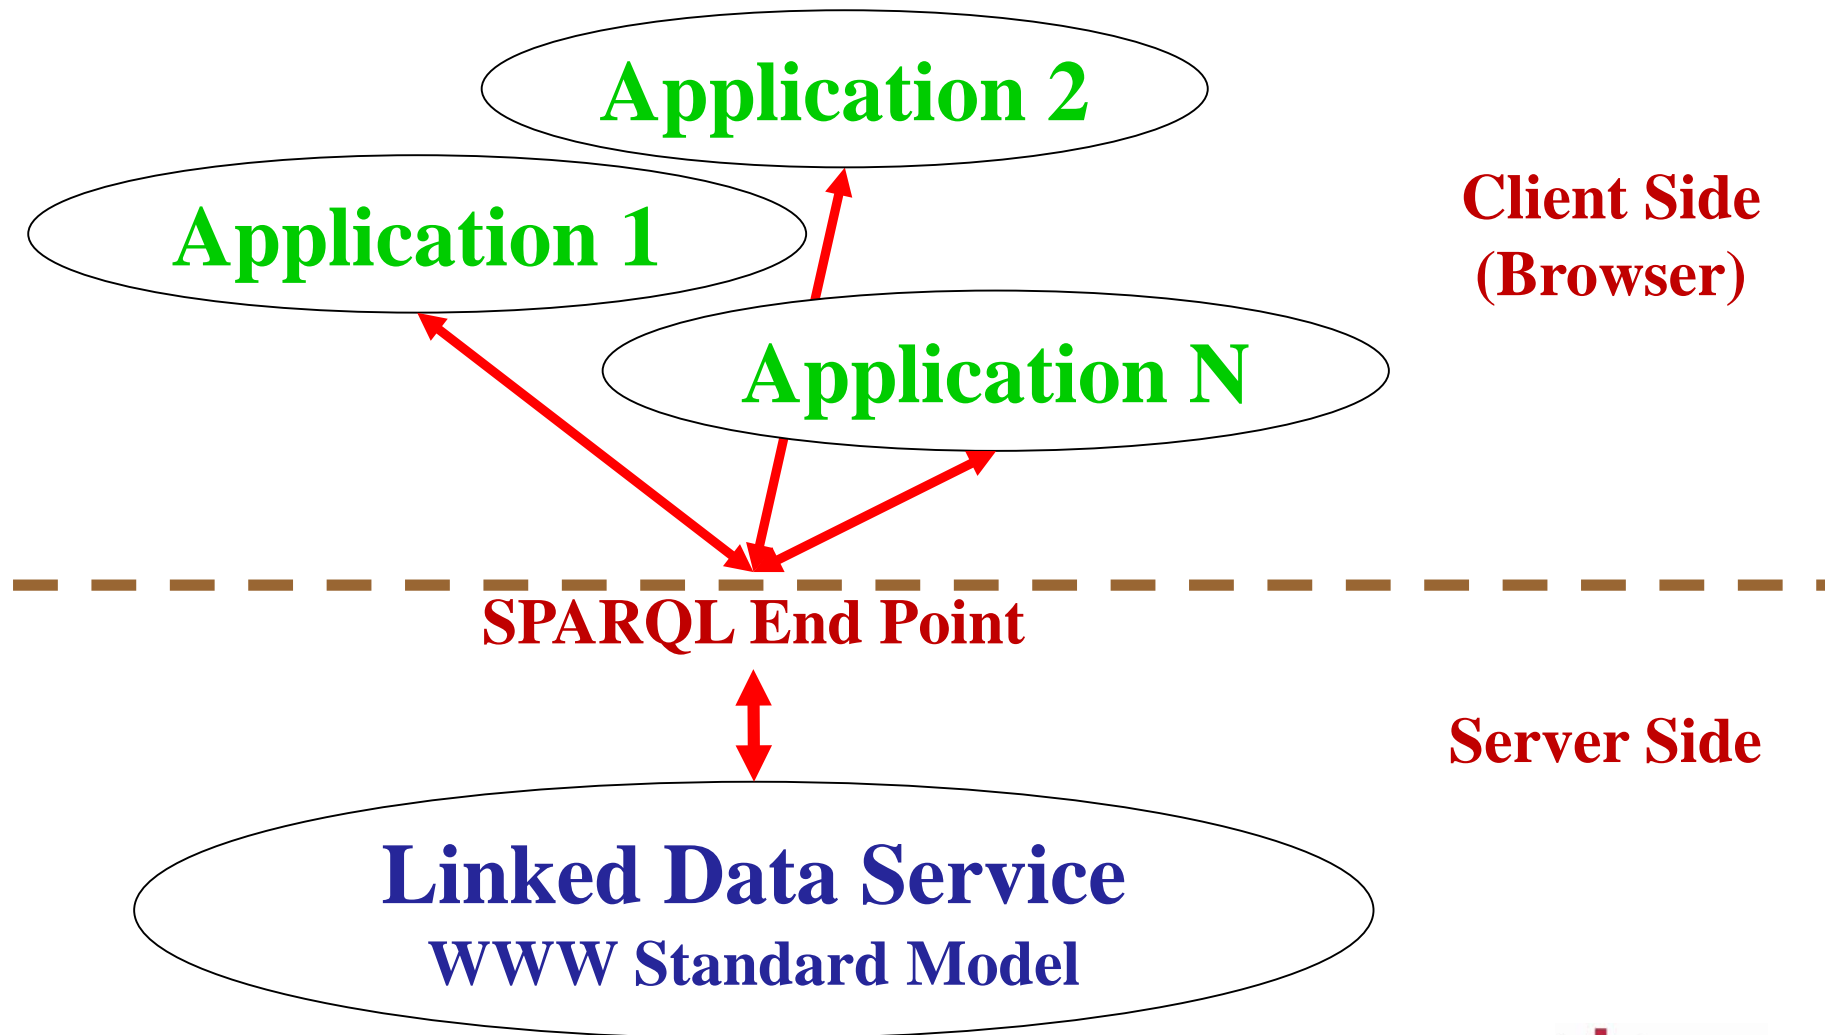 Application 2
Application 1
Client Side
(Browser)
Application N
SPARQL End Point
Server Side
Linked Data Service
WWW Standard Model